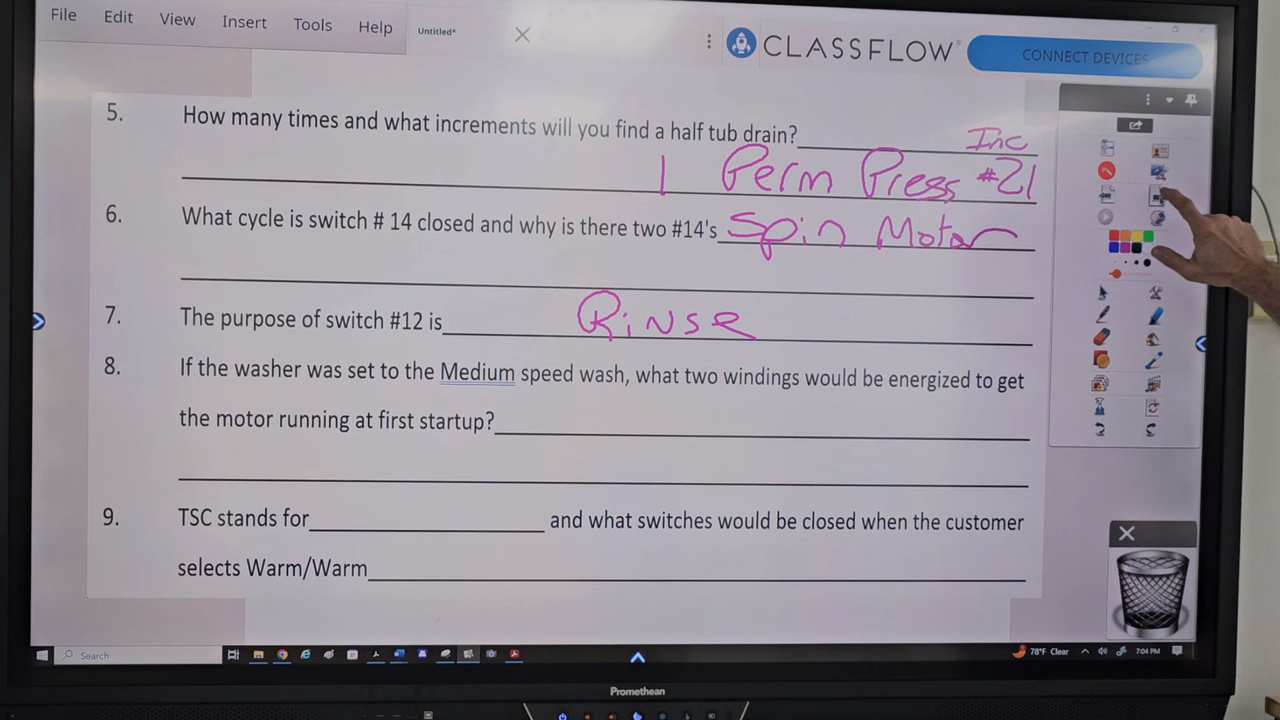 File Edit View Insert Tools Help Untitled*
CLASSFLOW
CONNECT DEVICES
5. How many times and what increments will you find a half tub drain?
Inc
1 Perm Press #21
6. What cycle is switch # 14 closed and why is there two #14's Spin Motor
7. The purpose of switch #12 is Rinse
8. If the washer was set to the Medium speed wash, what two windings would be energized to get
the motor running at first startup?
9. TSC stands for and what switches would be closed when the customer
selects Warm/Warm
Search
78°F Clear 7:04 PM
Promethean